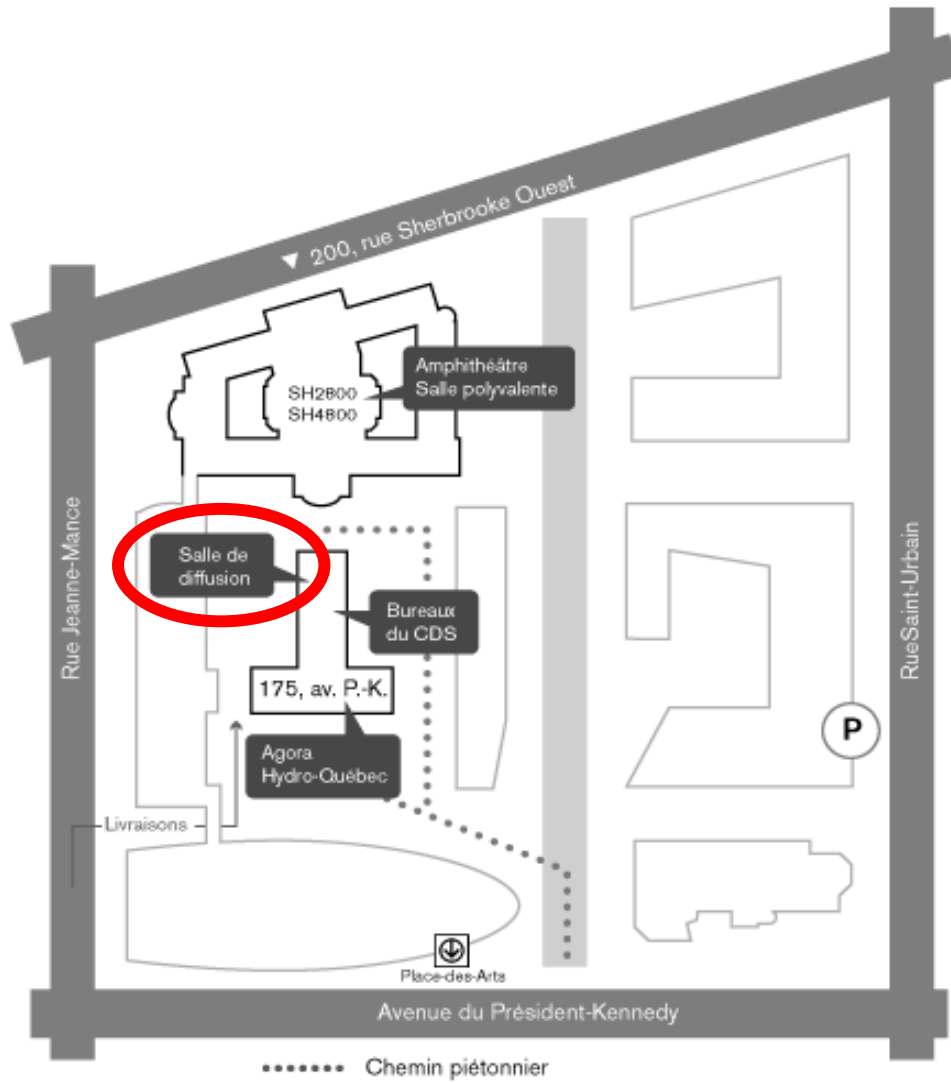 200, rue Sherbrooke Ouest
Amphithéâtre
Salle polyvalente
SH2800
SH4800
Rue Jeanne-Mance
RueSaint-Urbain
Salle de
diffusion
Bureaux
du CDS
175, av. P.-K.
P
Agora
Hydro-Québec
Livraisons
Place-des-Arts
Avenue du Président-Kennedy
Chemin piétonnier